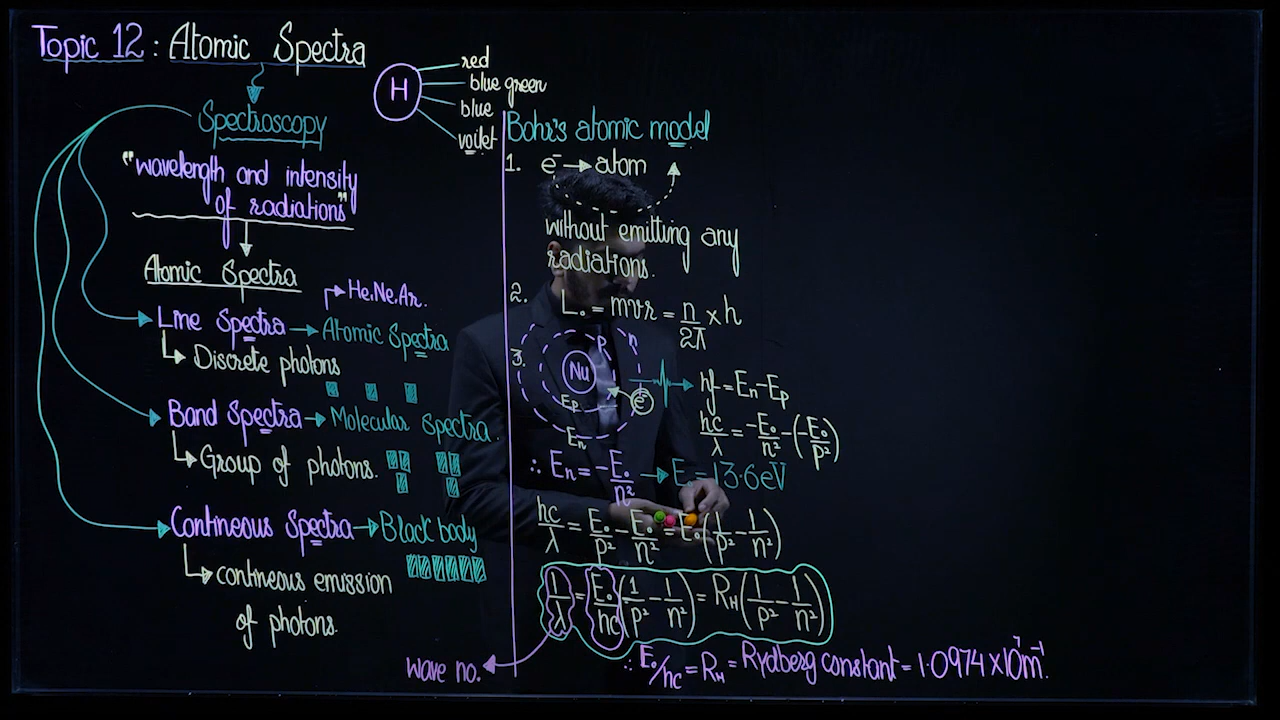 Topic 12 : Atomic Spectra
Spectroscopy
"wavelength and intensity
of radiations"
Atomic Spectra
He,Ne,Ar.
Line Spectra → Atomic Spectra
Discrete photons
Band Spectra → Molecular Spectra.
Group of photons.
Contineous Spectra → Black body
contineous emission
of photons.
H
red
blue green
blue
voilet
Bohr's atomic model
1. e⁻ → atom
without emitting any
radiations.
2. L₀ = mvr = n/2π × h
3. Nu
p
n
Ep
En
e⁻
hf = En − Ep
hc/λ = −E₀/n² − (−E₀/p²)
∴ En = −E₀/n² → E₀ = 13.6eV
hc/λ = E₀/p² − E₀/n² = E₀(1/p² − 1/n²)
1/λ = E₀/hc (1/p² − 1/n²) = RH (1/p² − 1/n²)
wave no.
∴ E₀/hc = RH = Rydberg constant = 1.0974 × 10⁷ m⁻¹.